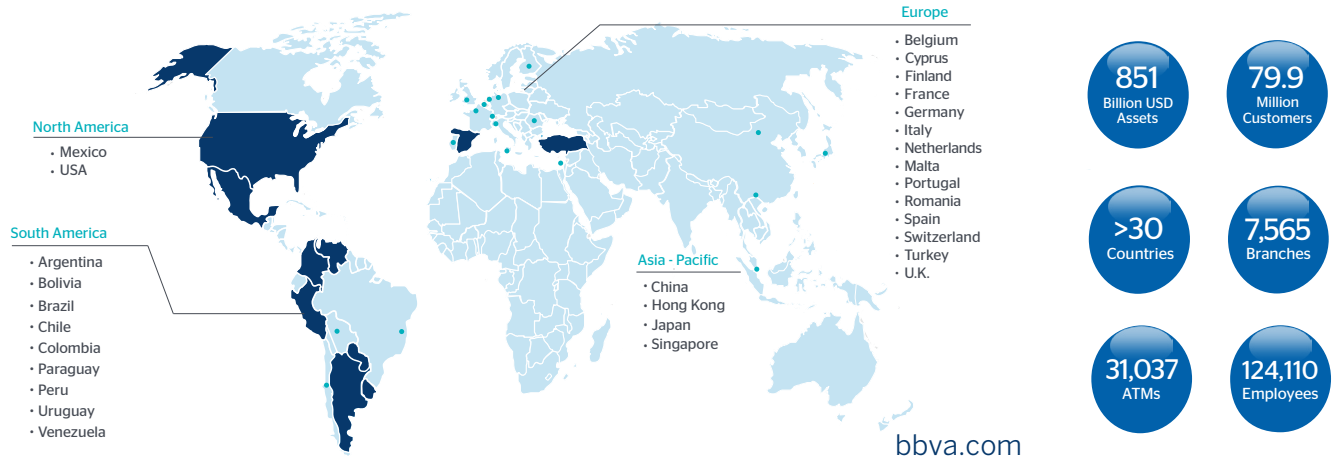 North America
• Mexico
• USA
South America
• Argentina
• Bolivia
• Brazil
• Chile
• Colombia
• Paraguay
• Peru
• Uruguay
• Venezuela
Europe
• Belgium
• Cyprus
• Finland
• France
• Germany
• Italy
• Netherlands
• Malta
• Portugal
• Romania
• Spain
• Switzerland
• Turkey
• U.K.
Asia - Pacific
• China
• Hong Kong
• Japan
• Singapore
bbva.com
851
Billion USD
Assets
79.9
Million
Customers
>30
Countries
7,565
Branches
31,037
ATMs
124,110
Employees